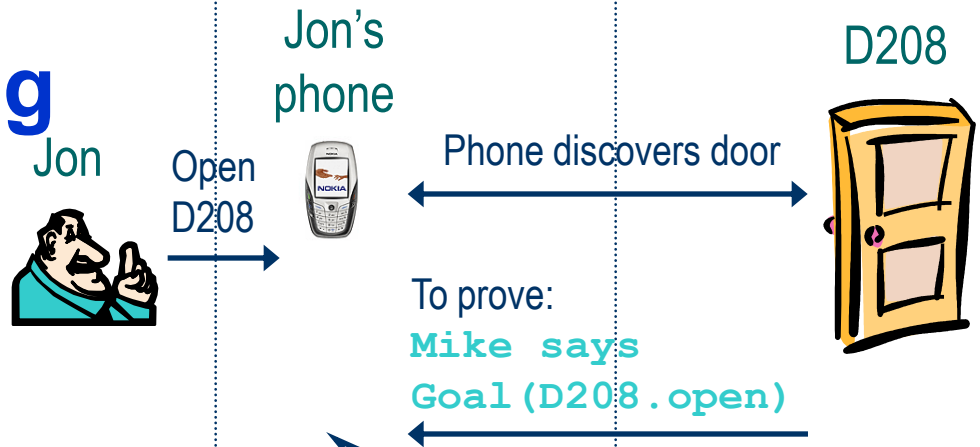 Jon's
phone
D208
g
Jon
Open
D208
NOKIA
Phone discovers door
To prove:
Mike says
Goal(D208.open)